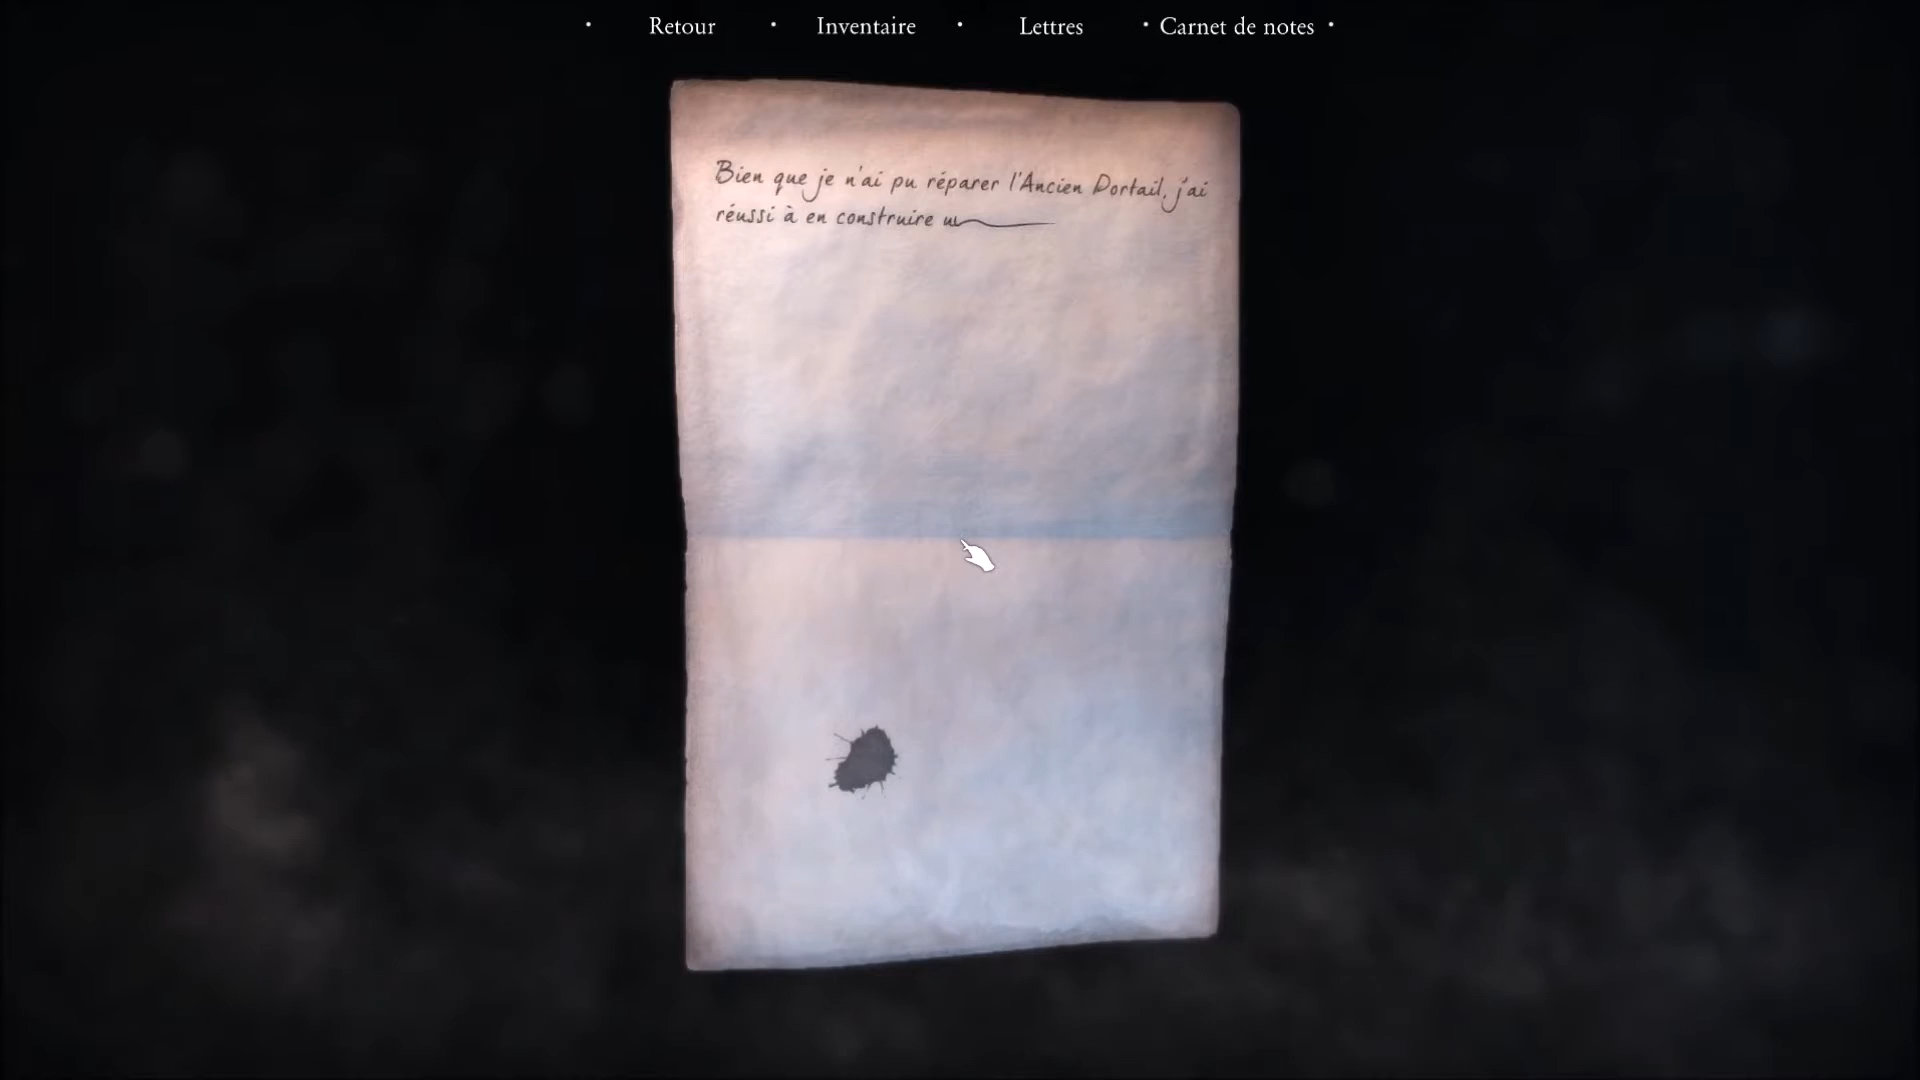 Retour Inventaire Lettres Carnet de notes
Bien que je n'ai pu réparer l'Ancien Portail, j'ai
réussi à en construire u